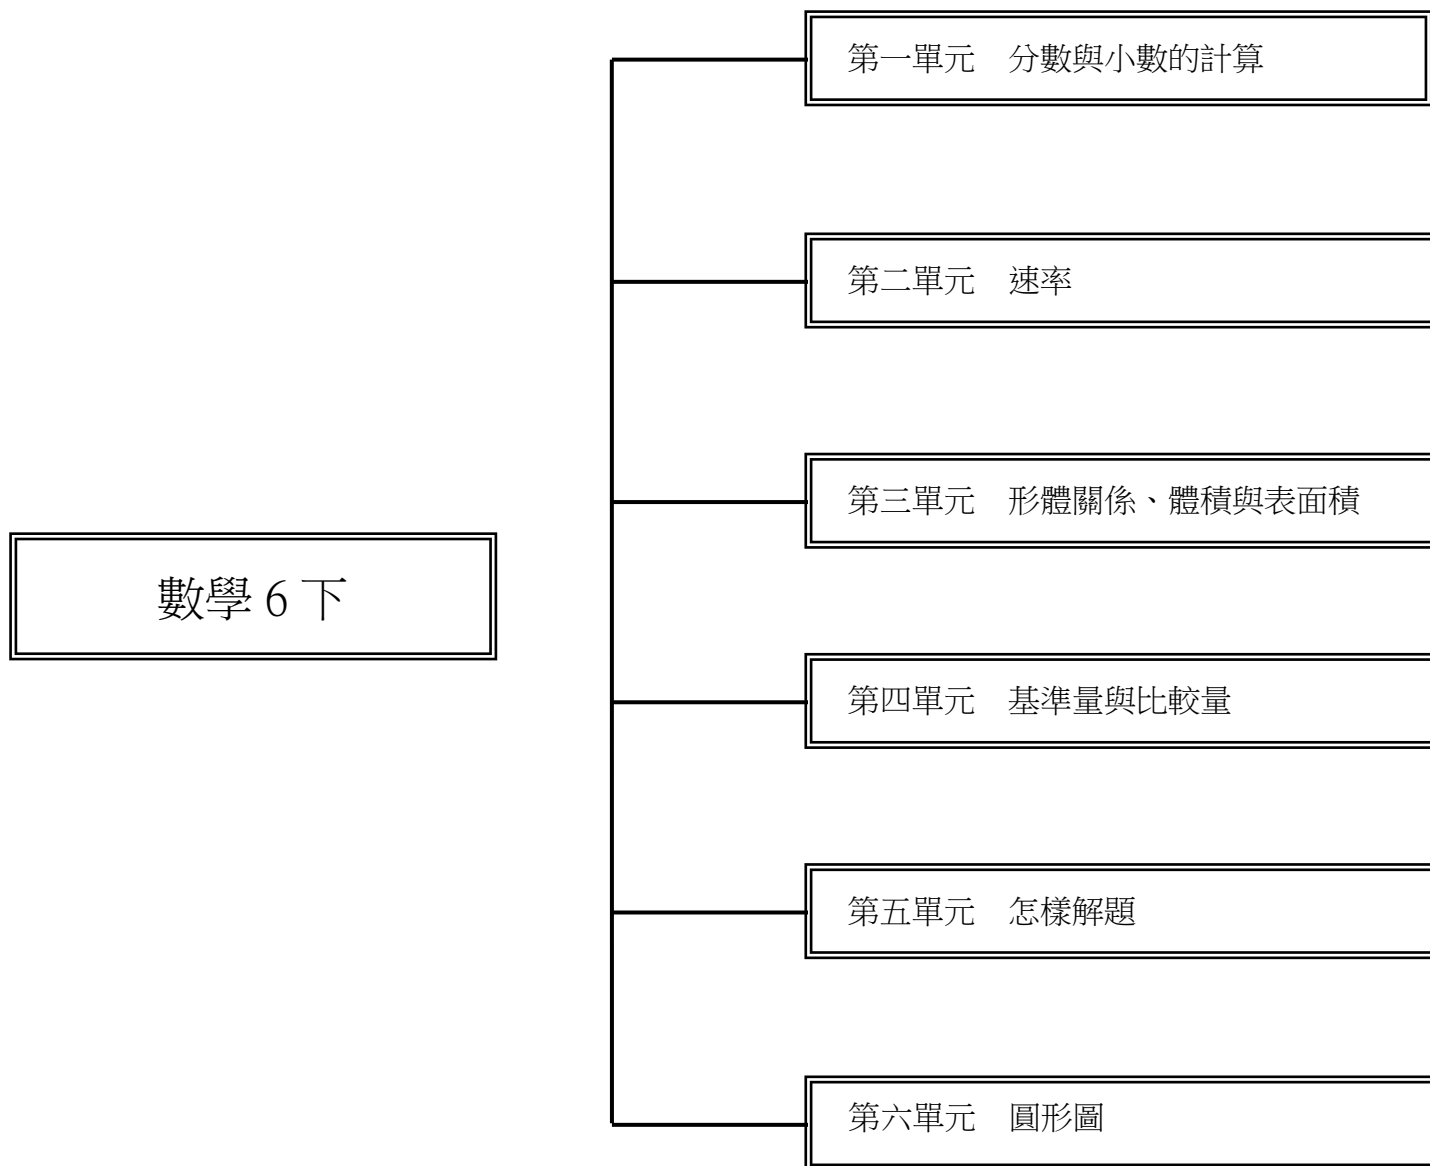 第一單元　分數與小數的計算
第二單元　速率
第三單元　形體關係、體積與表面積
數學 6 下
第四單元　基準量與比較量
第五單元　怎樣解題
第六單元　圓形圖